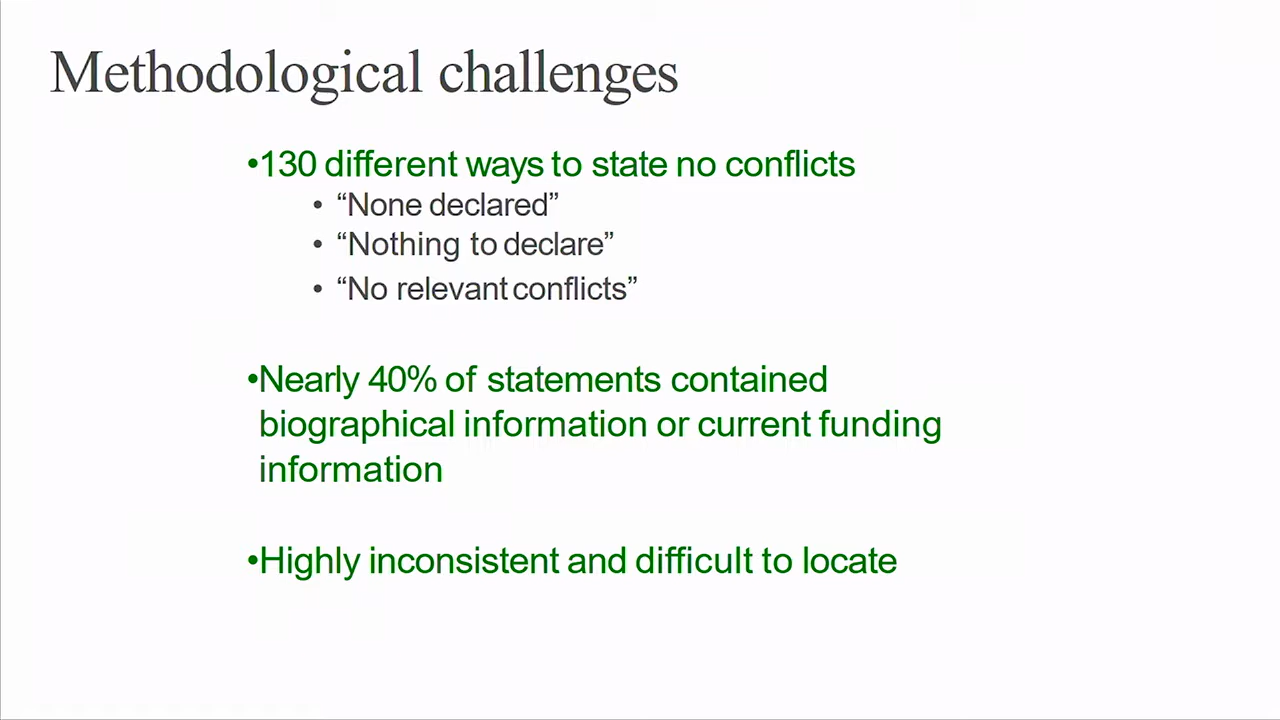 Methodological challenges
•130 different ways to state no conflicts
• “None declared”
• “Nothing to declare”
• “No relevant conflicts”
•Nearly 40% of statements contained
biographical information or current funding
information
•Highly inconsistent and difficult to locate